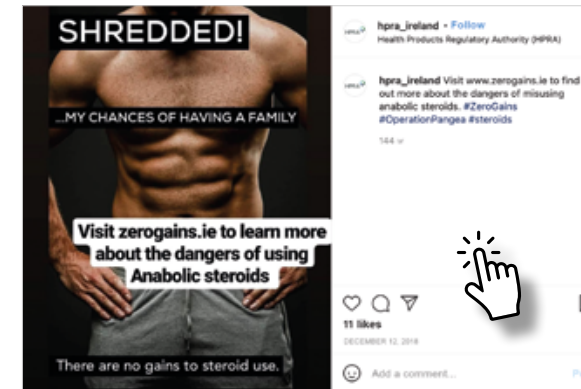 SHREDDED!
...MY CHANCES OF HAVING A FAMILY
Visit zerogains.ie to learn more
about the dangers of using
Anabolic steroids
There are no gains to steroid use.
hpra_ireland • Follow
Health Products Regulatory Authority (HPRA)
hpra_ireland Visit www.zerogains.ie to find
out more about the dangers of misusing
anabolic steroids. #ZeroGains
#OperationPangea #steroids
144 w
11 likes
DECEMBER 12, 2018
Add a comment...